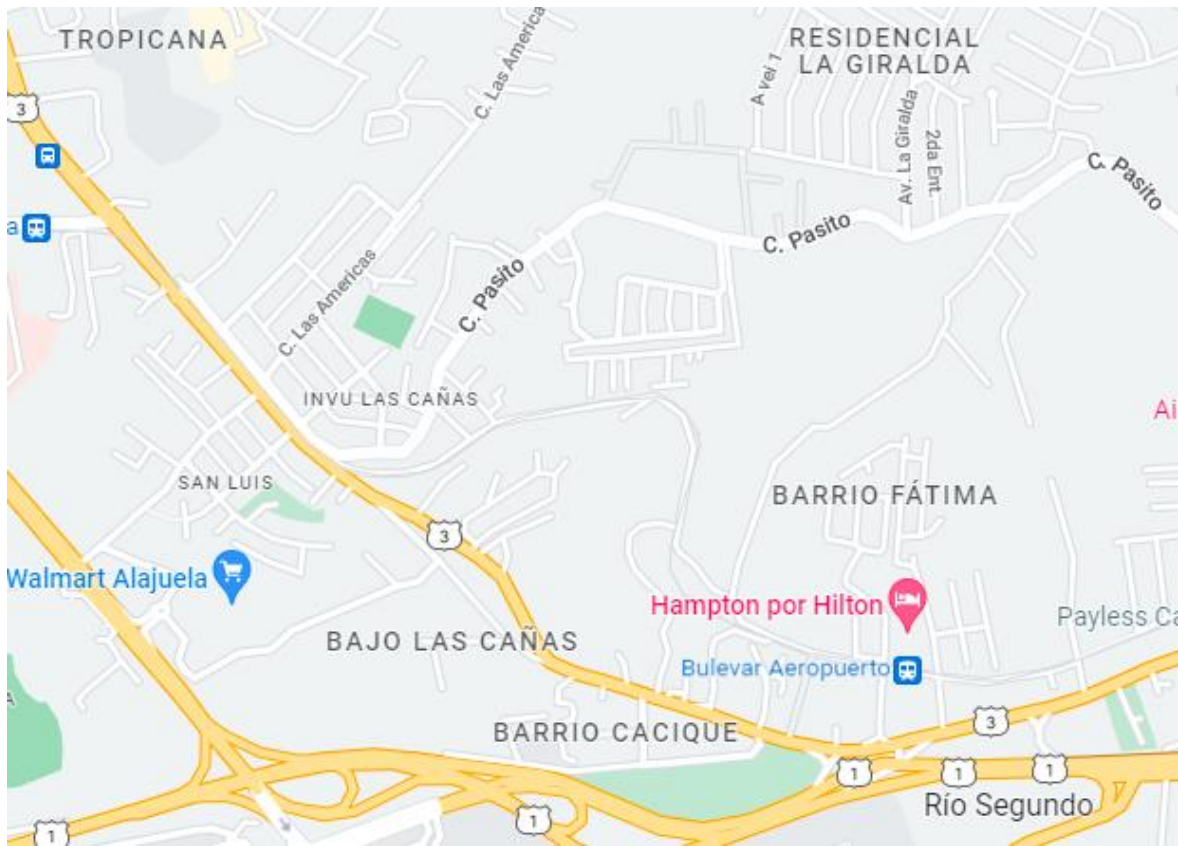 TROPICANA
RESIDENCIAL
LA GIRALDA
C. Las America
A vei 1
3
Av. La Giralda
2da Ent.
C. Pasito
a
C. Pasito
C. Las Americas
C. Pasito
INVU LAS CAÑAS
Ai
SAN LUIS
BARRIO FÁTIMA
3
Walmart Alajuela
Hampton por Hilton
Payless Ca
BAJO LAS CAÑAS
Bulevar Aeropuerto
A
BARRIO CACIQUE
3
1
1
1
Río Segundo
1
1